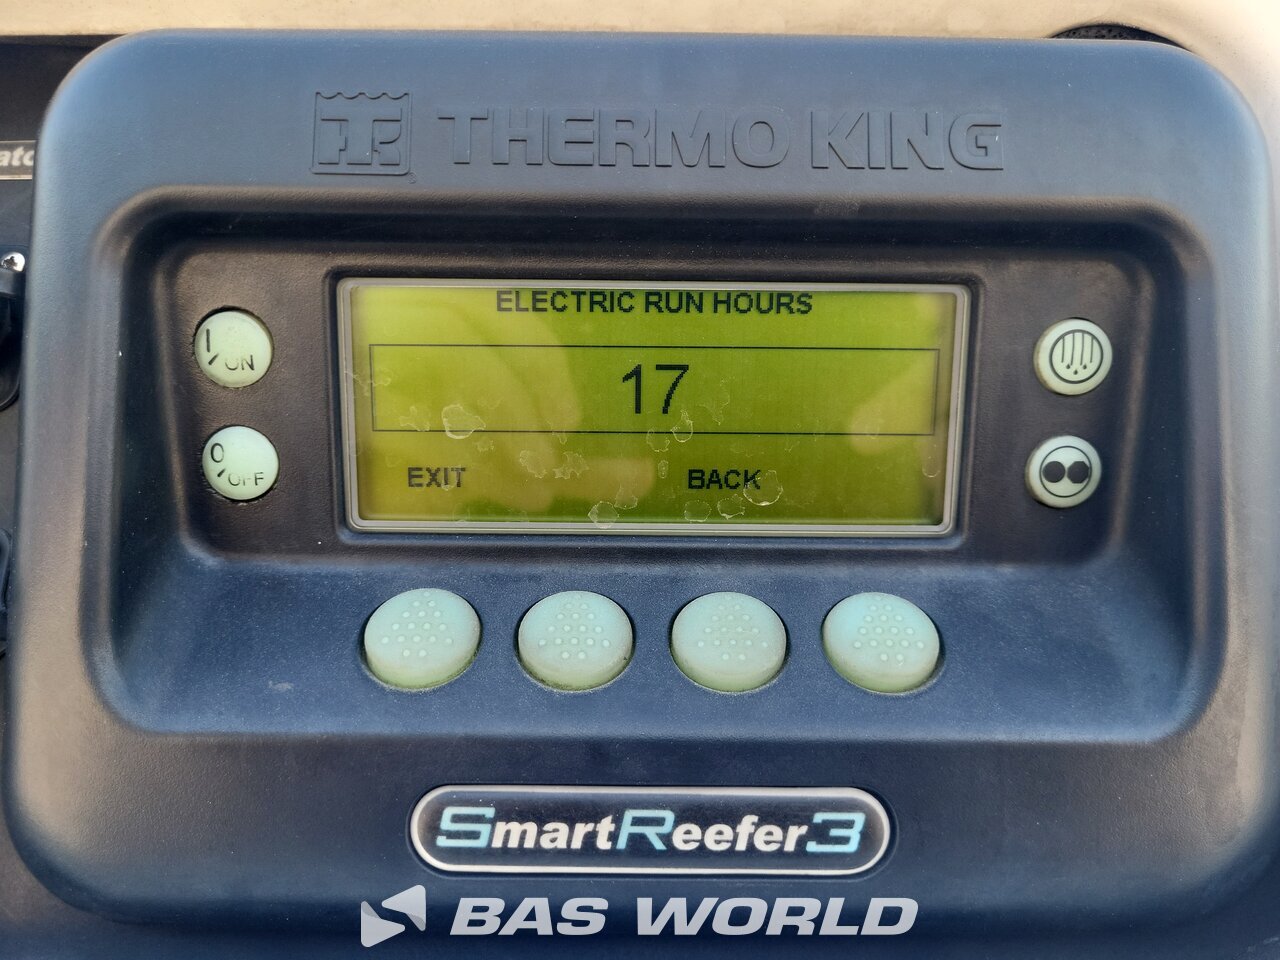 THERMO KING
ELECTRIC RUN HOURS
ON
17
OFF
EXIT BACK
SmartReefer3
BAS WORLD